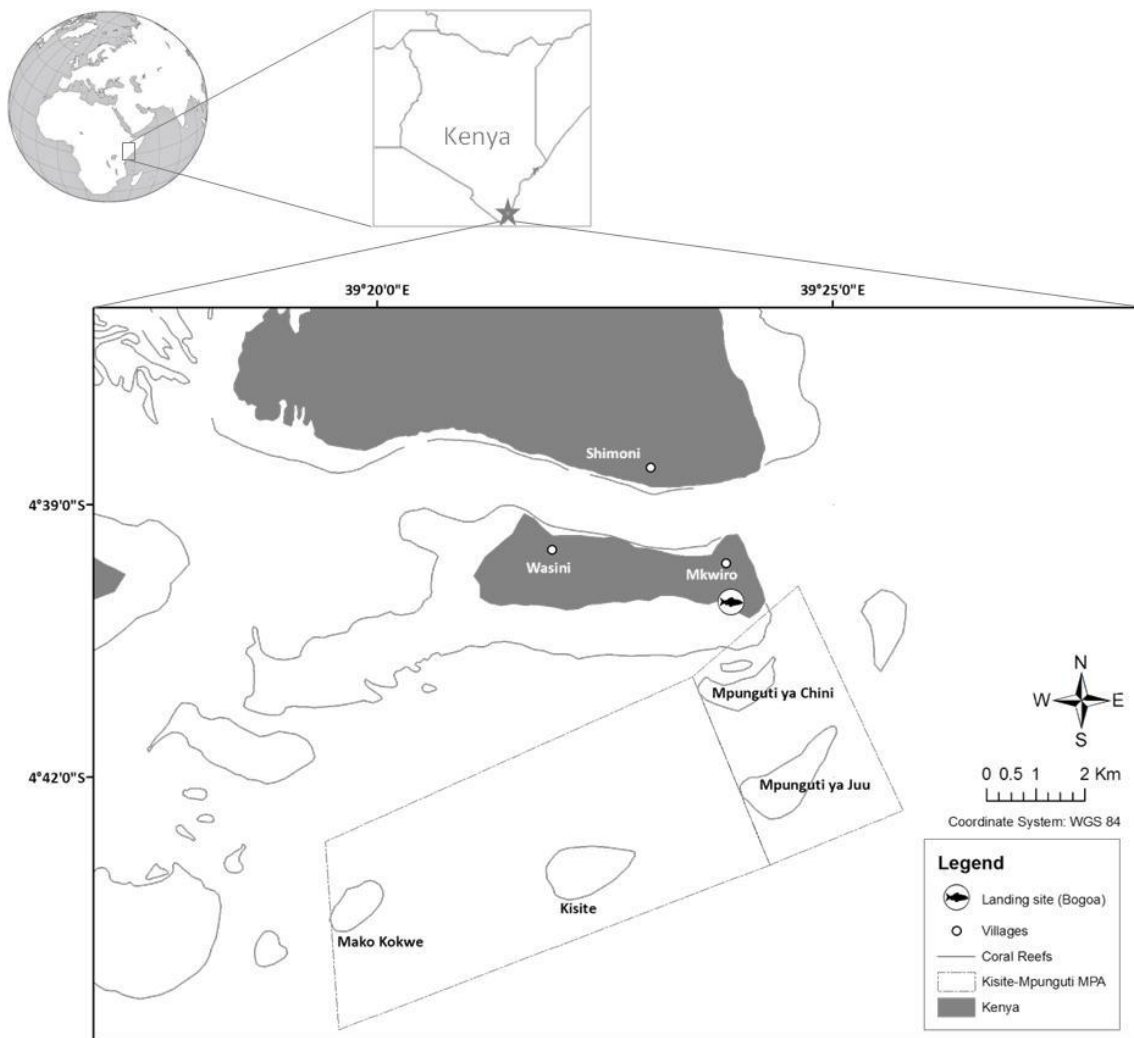 Kenya
39°20'0"E
39°25'0"E
Shimoni
4°39'0"S
Wasini
Mkwiro
Mpunguti ya Chini
N
W
E
S
4°42'0"S
Mpunguti ya Juu
0 0.5 1 2 Km
Coordinate System: WGS 84
Legend
Landing site (Bogoa)
Villages
Coral Reefs
Kisite-Mpunguti MPA
Kenya
Kisite
Mako Kokwe